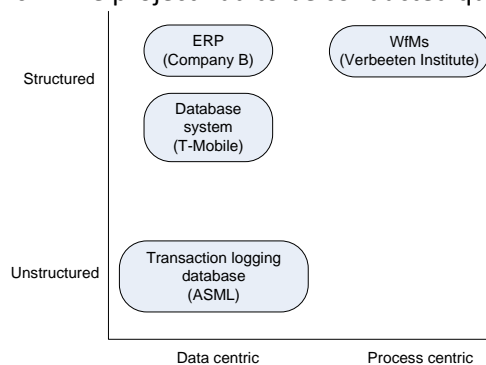 ERP
(Company B)
WfMs
(Verbeeten Institute)
Structured
Database
system
(T-Mobile)
Transaction logging
database
(ASML)
Unstructured
Data centric
Process centric